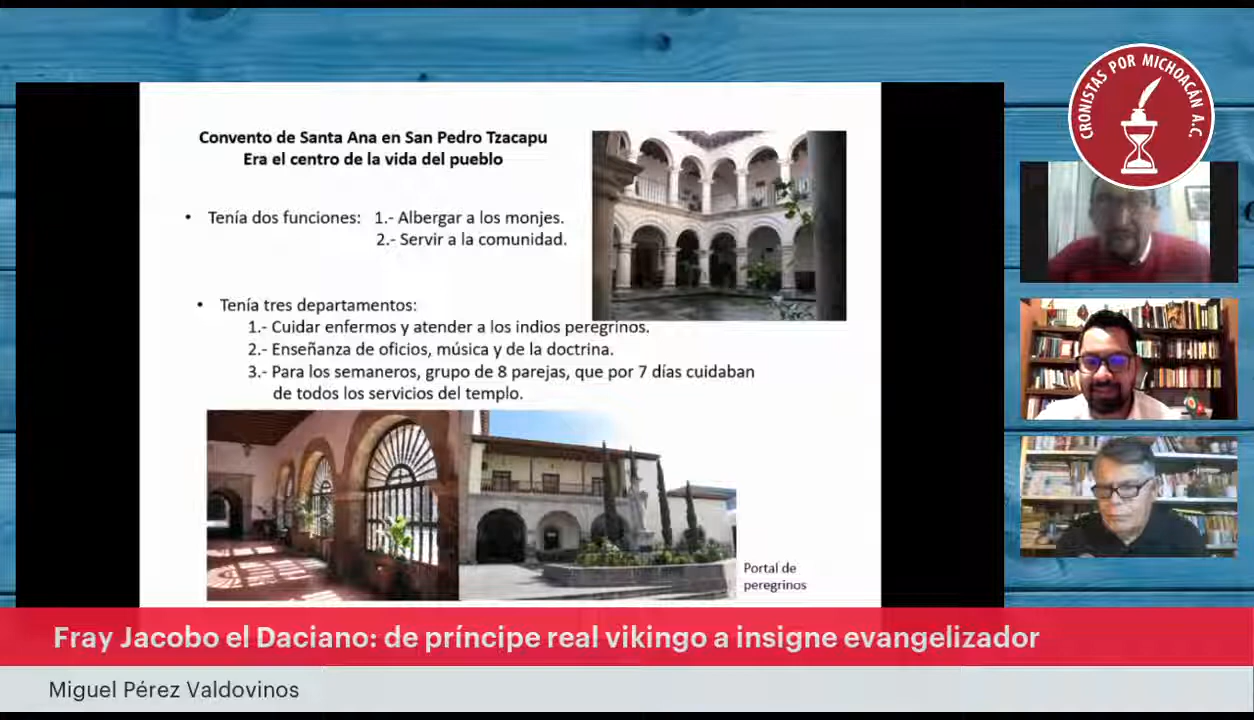 CRONISTAS POR MICHOACÁN A.C.
Convento de Santa Ana en San Pedro Tzacapu
Era el centro de la vida del pueblo
• Tenía dos funciones: 1.- Albergar a los monjes.
2.- Servir a la comunidad.
• Tenía tres departamentos:
1.- Cuidar enfermos y atender a los indios peregrinos.
2.- Enseñanza de oficios, música y de la doctrina.
3.- Para los semaneros, grupo de 8 parejas, que por 7 días cuidaban
de todos los servicios del templo.
Portal de
peregrinos
Fray Jacobo el Daciano: de príncipe real vikingo a insigne evangelizador
Miguel Pérez Valdovinos